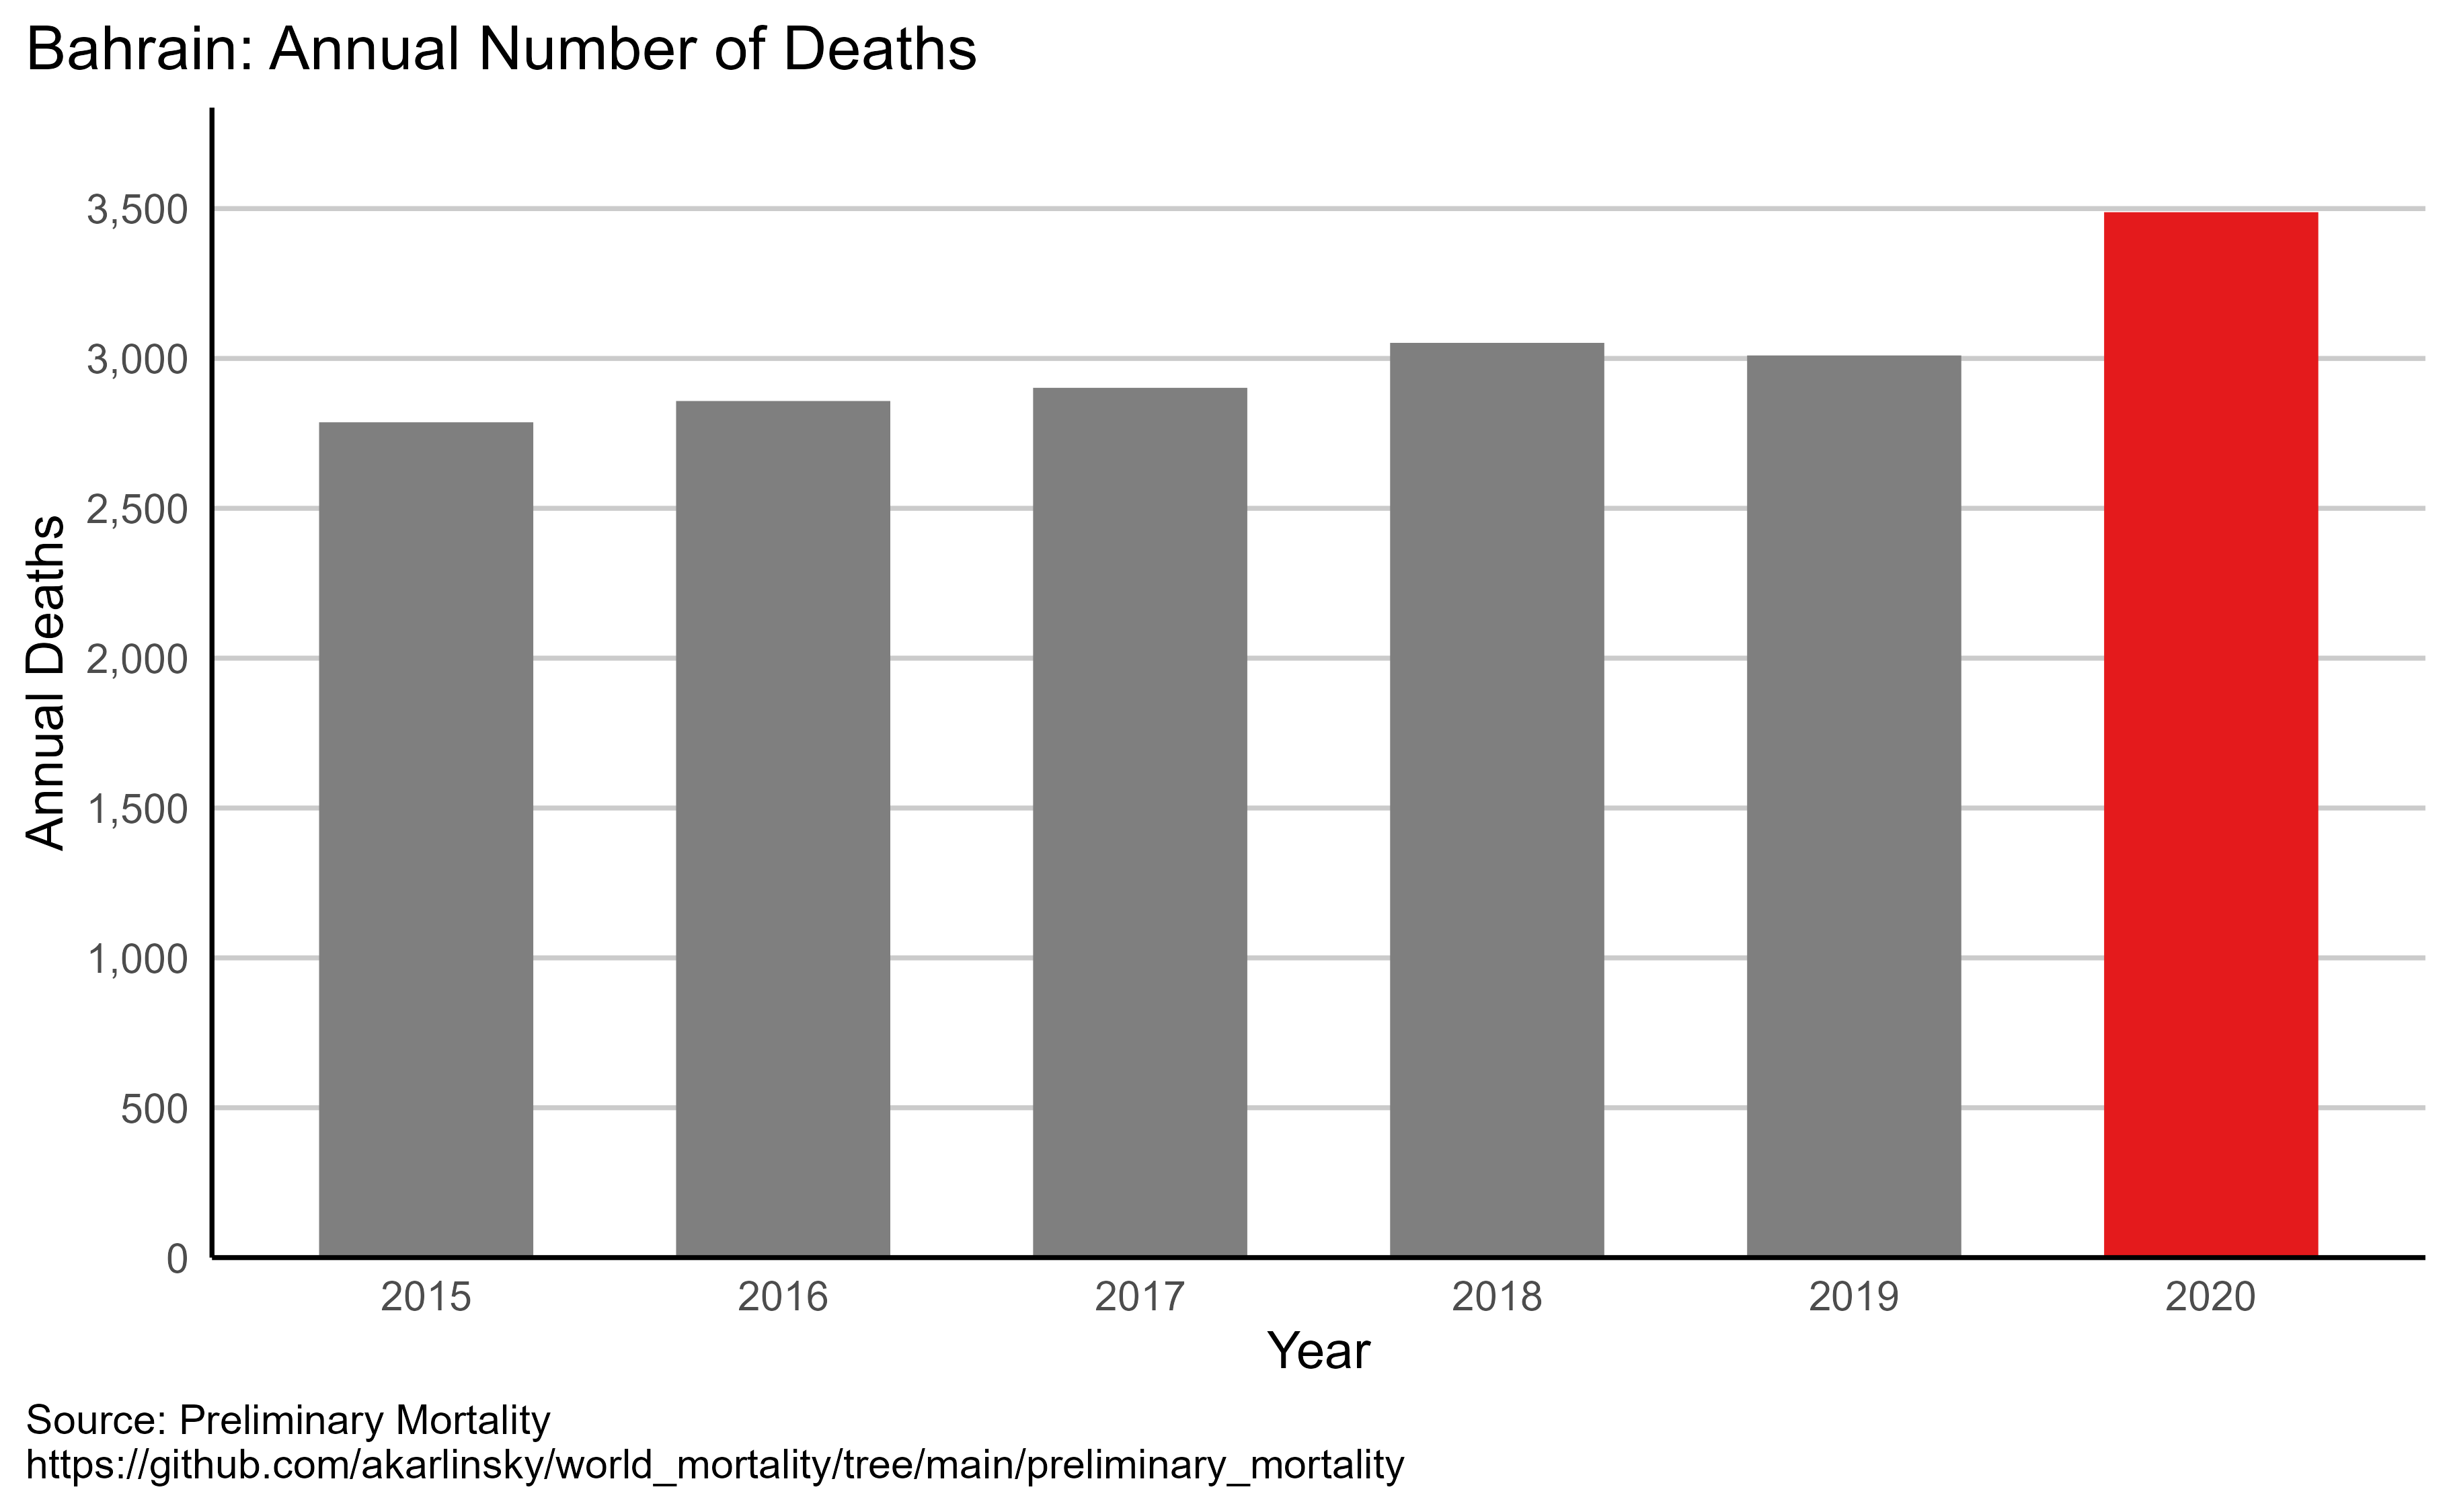 Bahrain: Annual Number of Deaths
3,500
3,000
2,500
2,000
1,500
1,000
500
0
Annual Deaths
2015 2016 2017 2018 2019 2020
Year
Source: Preliminary Mortality
https://github.com/akarlinsky/world_mortality/tree/main/preliminary_mortality